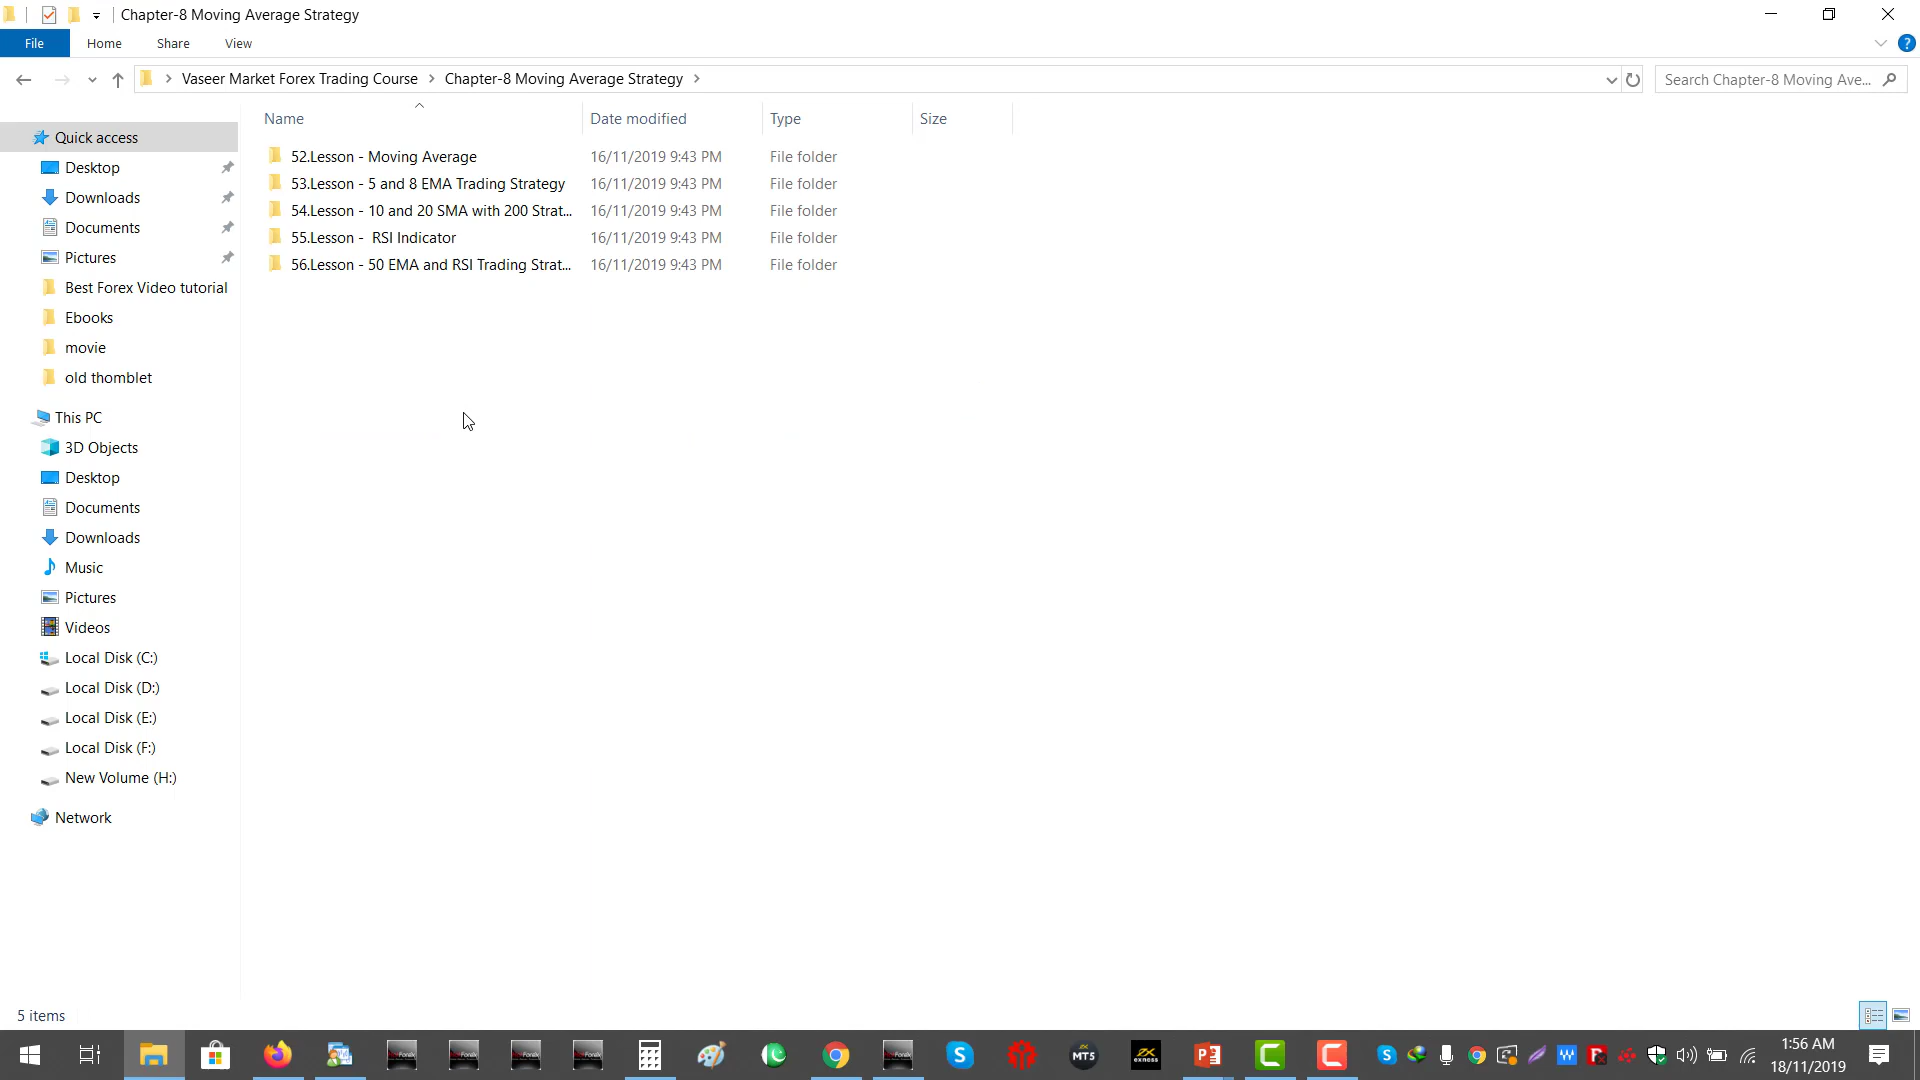 Chapter-8 Moving Average Strategy
File Home Share View
Vaseer Market Forex Trading Course > Chapter-8 Moving Average Strategy >
Search Chapter-8 Moving Ave...
Name Date modified Type Size
52.Lesson - Moving Average 16/11/2019 9:43 PM File folder
53.Lesson - 5 and 8 EMA Trading Strategy 16/11/2019 9:43 PM File folder
54.Lesson - 10 and 20 SMA with 200 Strat... 16/11/2019 9:43 PM File folder
55.Lesson -  RSI Indicator 16/11/2019 9:43 PM File folder
56.Lesson - 50 EMA and RSI Trading Strat... 16/11/2019 9:43 PM File folder
Quick access
Desktop
Downloads
Documents
Pictures
Best Forex Video tutorial
Ebooks
movie
old thomblet
This PC
3D Objects
Desktop
Documents
Downloads
Music
Pictures
Videos
Local Disk (C:)
Local Disk (D:)
Local Disk (E:)
Local Disk (F:)
New Volume (H:)
Network
5 items
MT5
exness
1:56 AM
18/11/2019